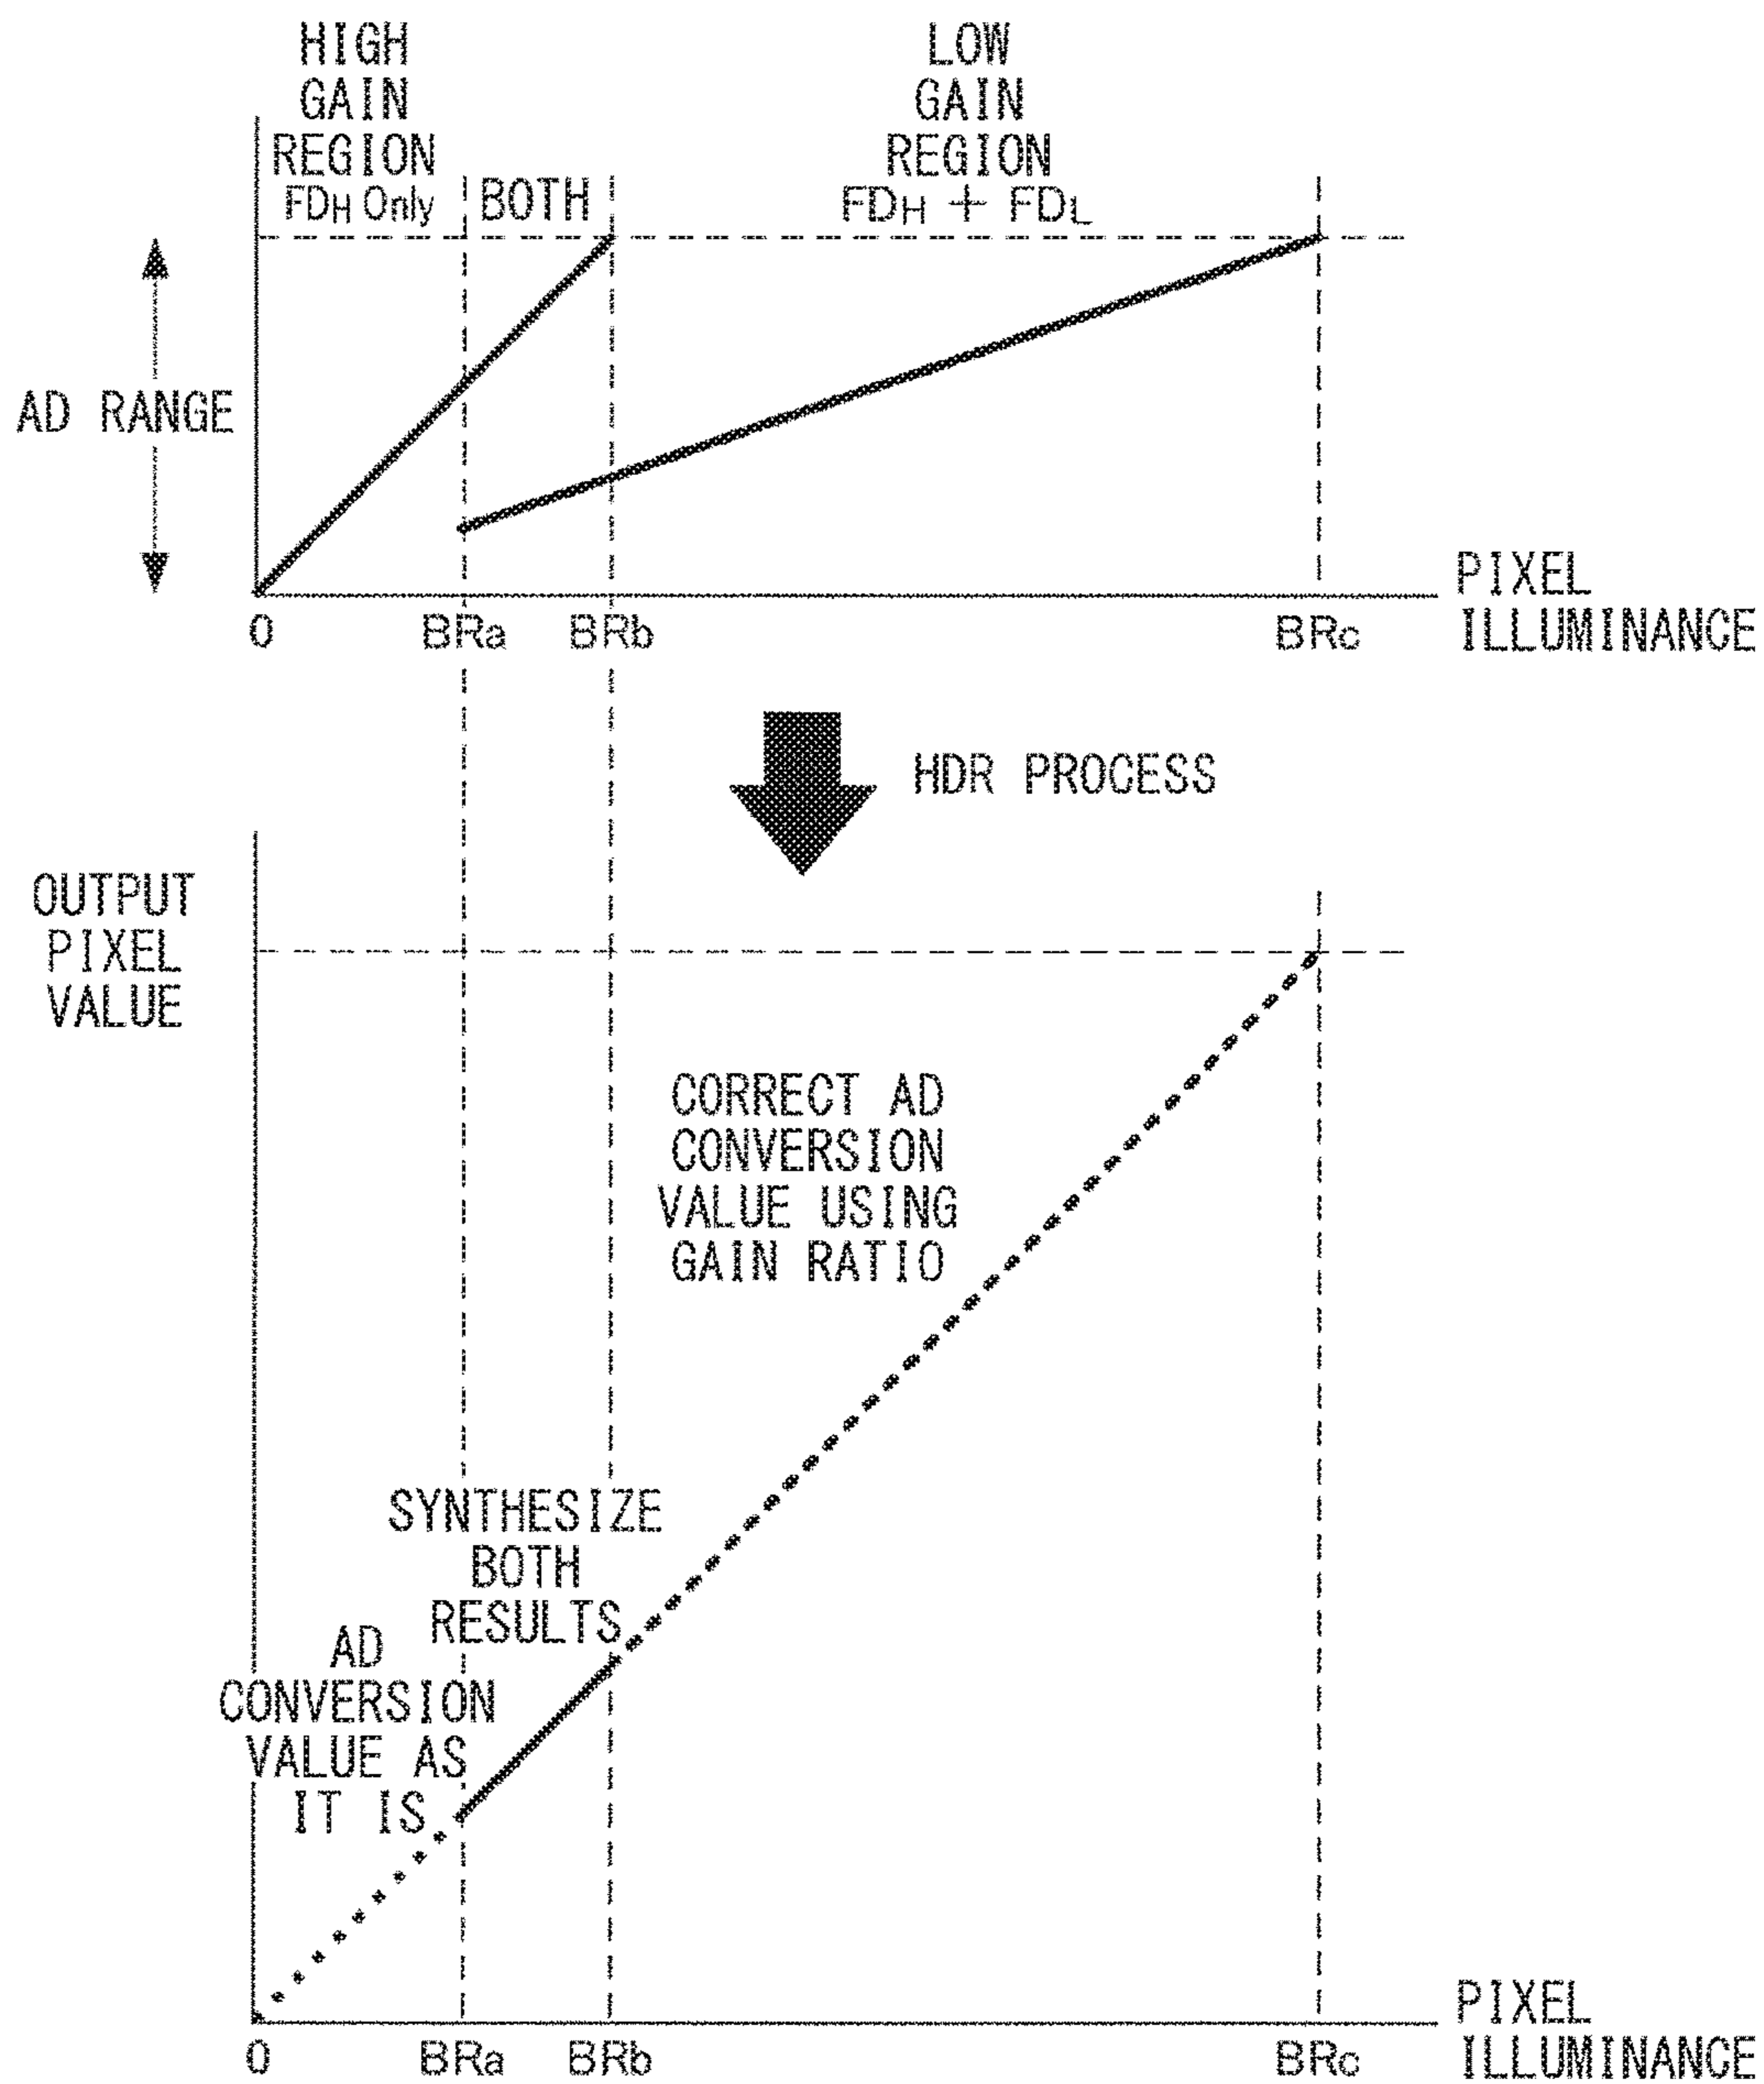 HIGH
GAIN
REGION
FDH Only
BOTH
LOW
GAIN
REGION
FDH + FDL
AD RANGE
0
BRa
BRb
BRc
PIXEL
ILLUMINANCE
HDR PROCESS
OUTPUT
PIXEL
VALUE
CORRECT AD
CONVERSION
VALUE USING
GAIN RATIO
SYNTHESIZE
BOTH
RESULTS
AD
CONVERSION
VALUE AS
IT IS
0
BRa
BRb
BRc
PIXEL
ILLUMINANCE